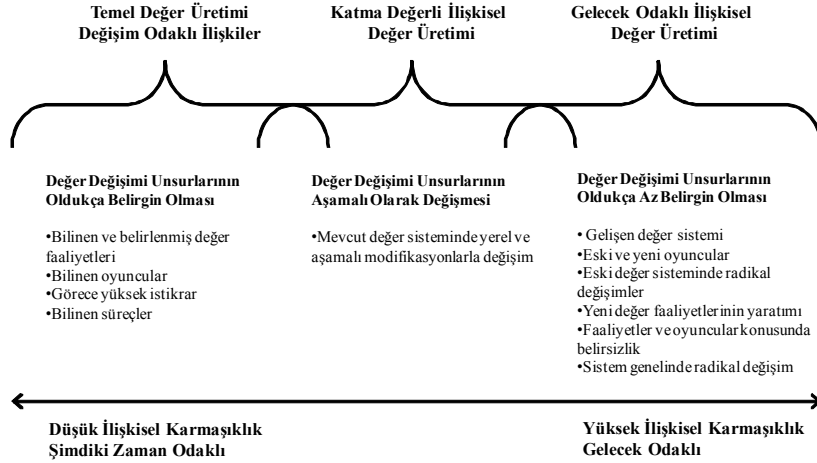 Temel Değer Üretimi
Değişim Odaklı İlişkiler
Katma Değerli İlişkisel
Değer Üretimi
Gelecek Odaklı İlişkisel
Değer Üretimi
Değer Değişimi Unsurlarının
Oldukça Belirgin Olması
•Bilinen ve belirlenmiş değer
faaliyetleri
•Bilinen oyuncular
•Görece yüksek istikrar
•Bilinen süreçler
Değer Değişimi Unsurlarının
Aşamalı Olarak Değişmesi
•Mevcut değer sisteminde yerel ve
aşamalı modifikasyonlarla değişim
Değer Değişimi Unsurlarının
Oldukça Az Belirgin Olması
• Gelişen değer sistemi
•Eski ve yeni oyuncular
•Eski değer sisteminde radikal
değişimler
•Yeni değer faaliyetlerinin yaratımı
•Faaliyetler ve oyuncular konusunda
belirsizlik
•Sistem genelinde radikal değişim
Düşük İlişkisel Karmaşıklık
Şimdiki Zaman Odaklı
Yüksek İlişkisel Karmaşıklık
Gelecek Odaklı